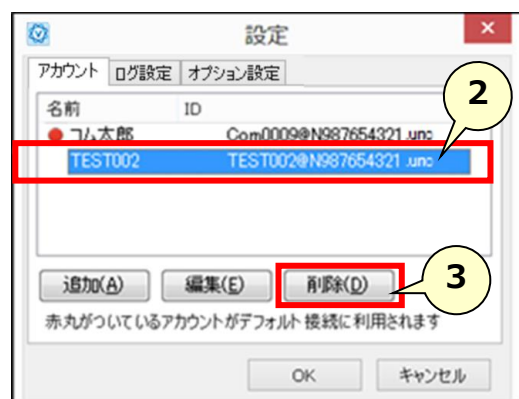 設定
アカウント ログ設定 オプション設定
名前 ID
コム太郎 Com0009@N987654321.unc
TEST002 TEST002@N987654321.unc
2
追加(A) 編集(E) 削除(D)
3
赤丸がついているアカウントがデフォルト接続に利用されます
OK キャンセル